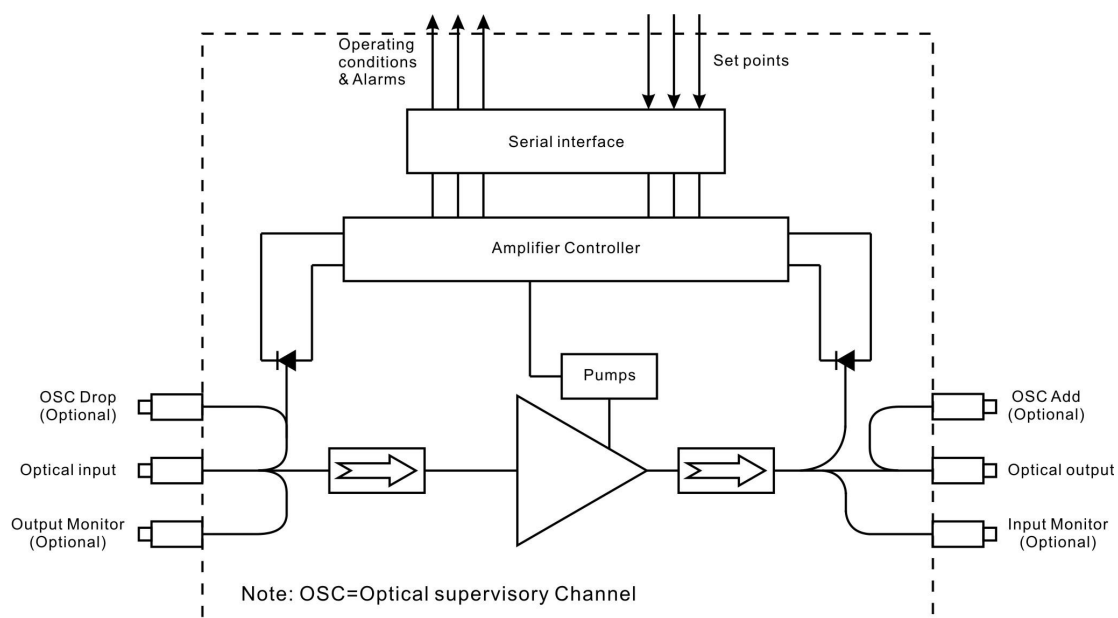 Operating
conditions
& Alarms
Set points
Serial interface
Amplifier Controller
Pumps
OSC Drop
(Optional)
OSC Add
(Optional)
Optical input
Optical output
Output Monitor
(Optional)
Input Monitor
(Optional)
Note: OSC=Optical supervisory Channel